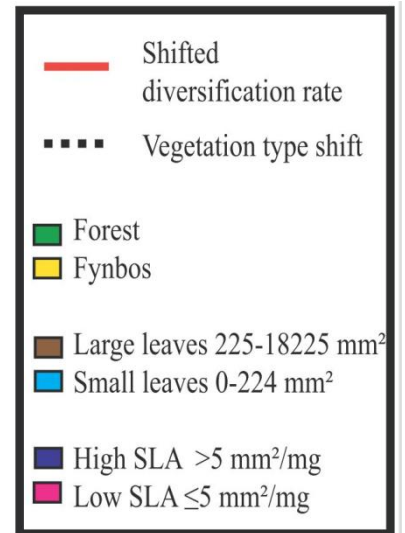 Shifted
diversification rate
Vegetation type shift
Forest
Fynbos
Large leaves 225-18225 mm²
Small leaves 0-224 mm²
High SLA >5 mm²/mg
Low SLA ≤5 mm²/mg